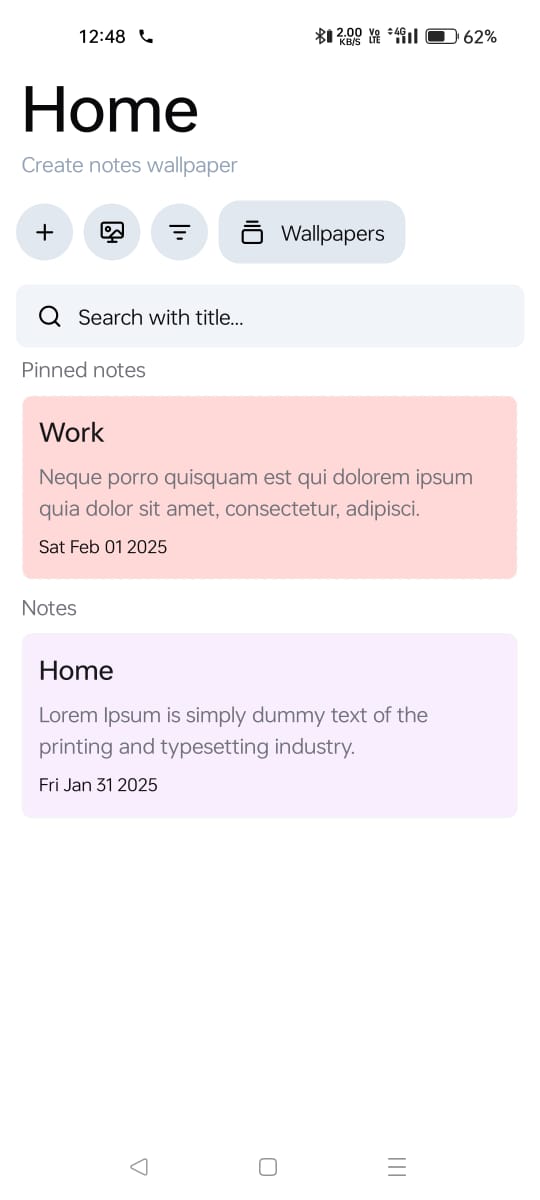 12:48
2.00 KB/S Vo LTE 4G 62%
Home
Create notes wallpaper
Wallpapers
Search with title...
Pinned notes
Work
Neque porro quisquam est qui dolorem ipsum
quia dolor sit amet, consectetur, adipisci.
Sat Feb 01 2025
Notes
Home
Lorem Ipsum is simply dummy text of the
printing and typesetting industry.
Fri Jan 31 2025